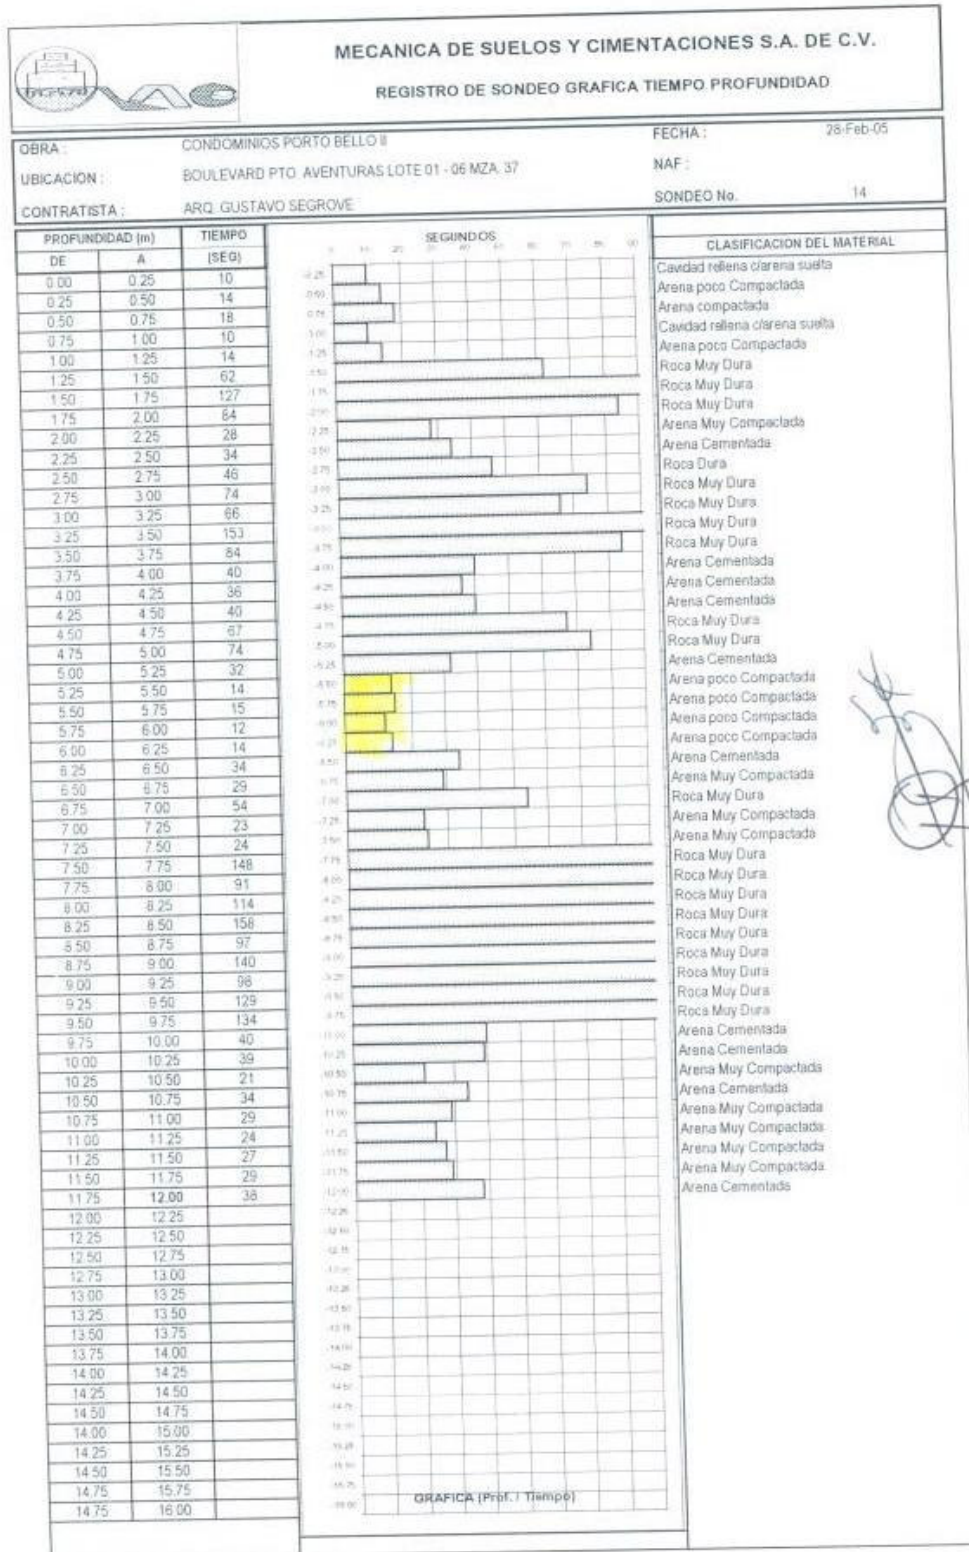 MECANICA DE SUELOS Y CIMENTACIONES S.A. DE C.V.
REGISTRO DE SONDEO GRAFICA TIEMPO PROFUNDIDAD
OBRA : CONDOMINIOS PORTO BELLO II
FECHA : 28-Feb-05
UBICACION : BOULEVARD PTO. AVENTURAS LOTE 01 - 06 MZA. 37
NAF :
CONTRATISTA : ARQ. GUSTAVO SEGROVE
SONDEO No. 14
PROFUNDIDAD (m) TIEMPO SEGUNDOS CLASIFICACION DEL MATERIAL
DE A (SEG)
0.00 0.25 10 Cavidad rellena c/arena suelta
0.25 0.50 14 Arena poco Compactada
0.50 0.75 18 Arena compactada
0.75 1.00 10 Cavidad rellena c/arena suelta
1.00 1.25 14 Arena poco Compactada
1.25 1.50 62 Roca Muy Dura
1.50 1.75 127 Roca Muy Dura
1.75 2.00 84 Roca Muy Dura
2.00 2.25 28 Arena Muy Compactada
2.25 2.50 34 Arena Cementada
2.50 2.75 46 Roca Dura
2.75 3.00 74 Roca Muy Dura
3.00 3.25 66 Roca Muy Dura
3.25 3.50 153 Roca Muy Dura
3.50 3.75 84 Roca Muy Dura
3.75 4.00 40 Arena Cementada
4.00 4.25 36 Arena Cementada
4.25 4.50 40 Arena Cementada
4.50 4.75 67 Roca Muy Dura
4.75 5.00 74 Roca Muy Dura
5.00 5.25 32 Arena Cementada
5.25 5.50 14 Arena poco Compactada
5.50 5.75 15 Arena poco Compactada
5.75 6.00 12 Arena poco Compactada
6.00 6.25 14 Arena poco Compactada
6.25 6.50 34 Arena Cementada
6.50 6.75 29 Arena Muy Compactada
6.75 7.00 54 Roca Muy Dura
7.00 7.25 23 Arena Muy Compactada
7.25 7.50 24 Arena Muy Compactada
7.50 7.75 148 Roca Muy Dura
7.75 8.00 91 Roca Muy Dura
8.00 8.25 114 Roca Muy Dura
8.25 8.50 158 Roca Muy Dura
8.50 8.75 97 Roca Muy Dura
8.75 9.00 140 Roca Muy Dura
9.00 9.25 98 Roca Muy Dura
9.25 9.50 129 Roca Muy Dura
9.50 9.75 134 Roca Muy Dura
9.75 10.00 40 Arena Cementada
10.00 10.25 39 Arena Cementada
10.25 10.50 21 Arena Muy Compactada
10.50 10.75 34 Arena Cementada
10.75 11.00 29 Arena Muy Compactada
11.00 11.25 24 Arena Muy Compactada
11.25 11.50 27 Arena Muy Compactada
11.50 11.75 29 Arena Muy Compactada
11.75 12.00 38 Arena Cementada
12.00 12.25
12.25 12.50
12.50 12.75
12.75 13.00
13.00 13.25
13.25 13.50
13.50 13.75
13.75 14.00
14.00 14.25
14.25 14.50
14.50 14.75
14.00 15.00
14.25 15.25
14.50 15.50
14.75 15.75
14.75 16.00
GRAFICA (Prof. / Tiempo)